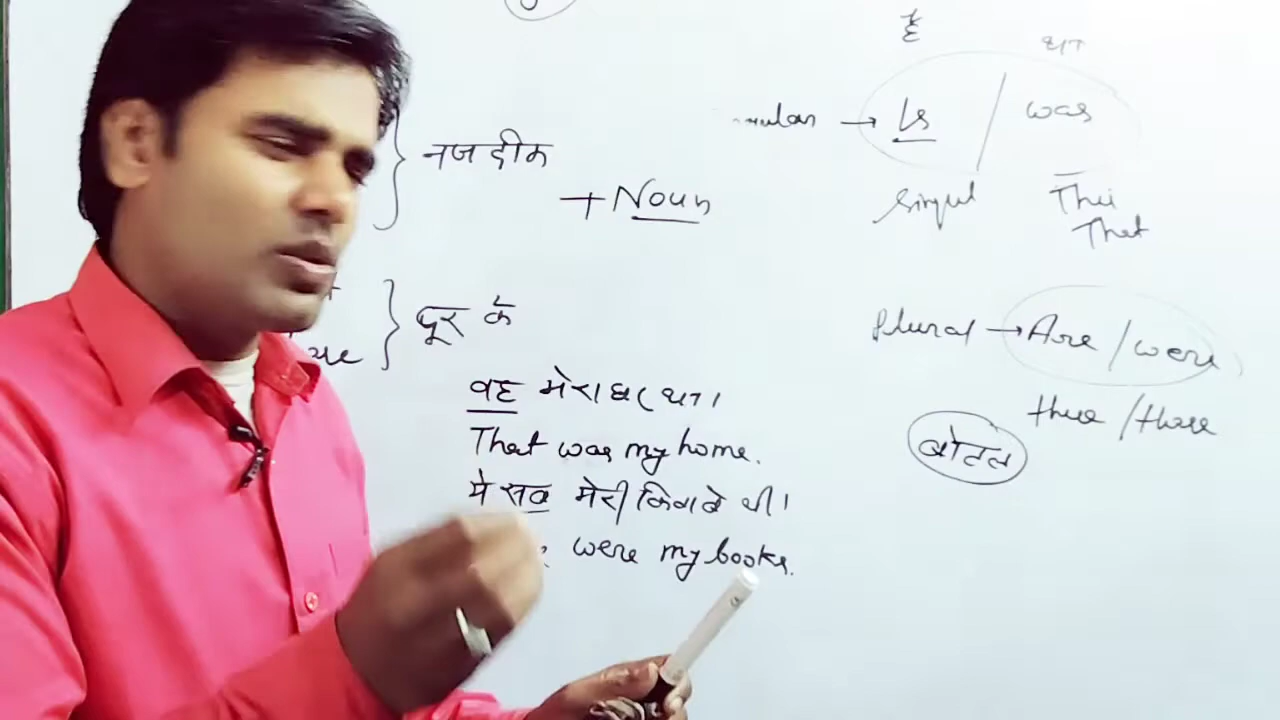 } नजदीक
+ Noun
} दूर के
वह मेरा घर था।
That was my home.
ये सब मेरी किताबे थी।
were my books.
है था
→ Is / was
Singul This
That
Plural → Are / were
these / those
बोतल